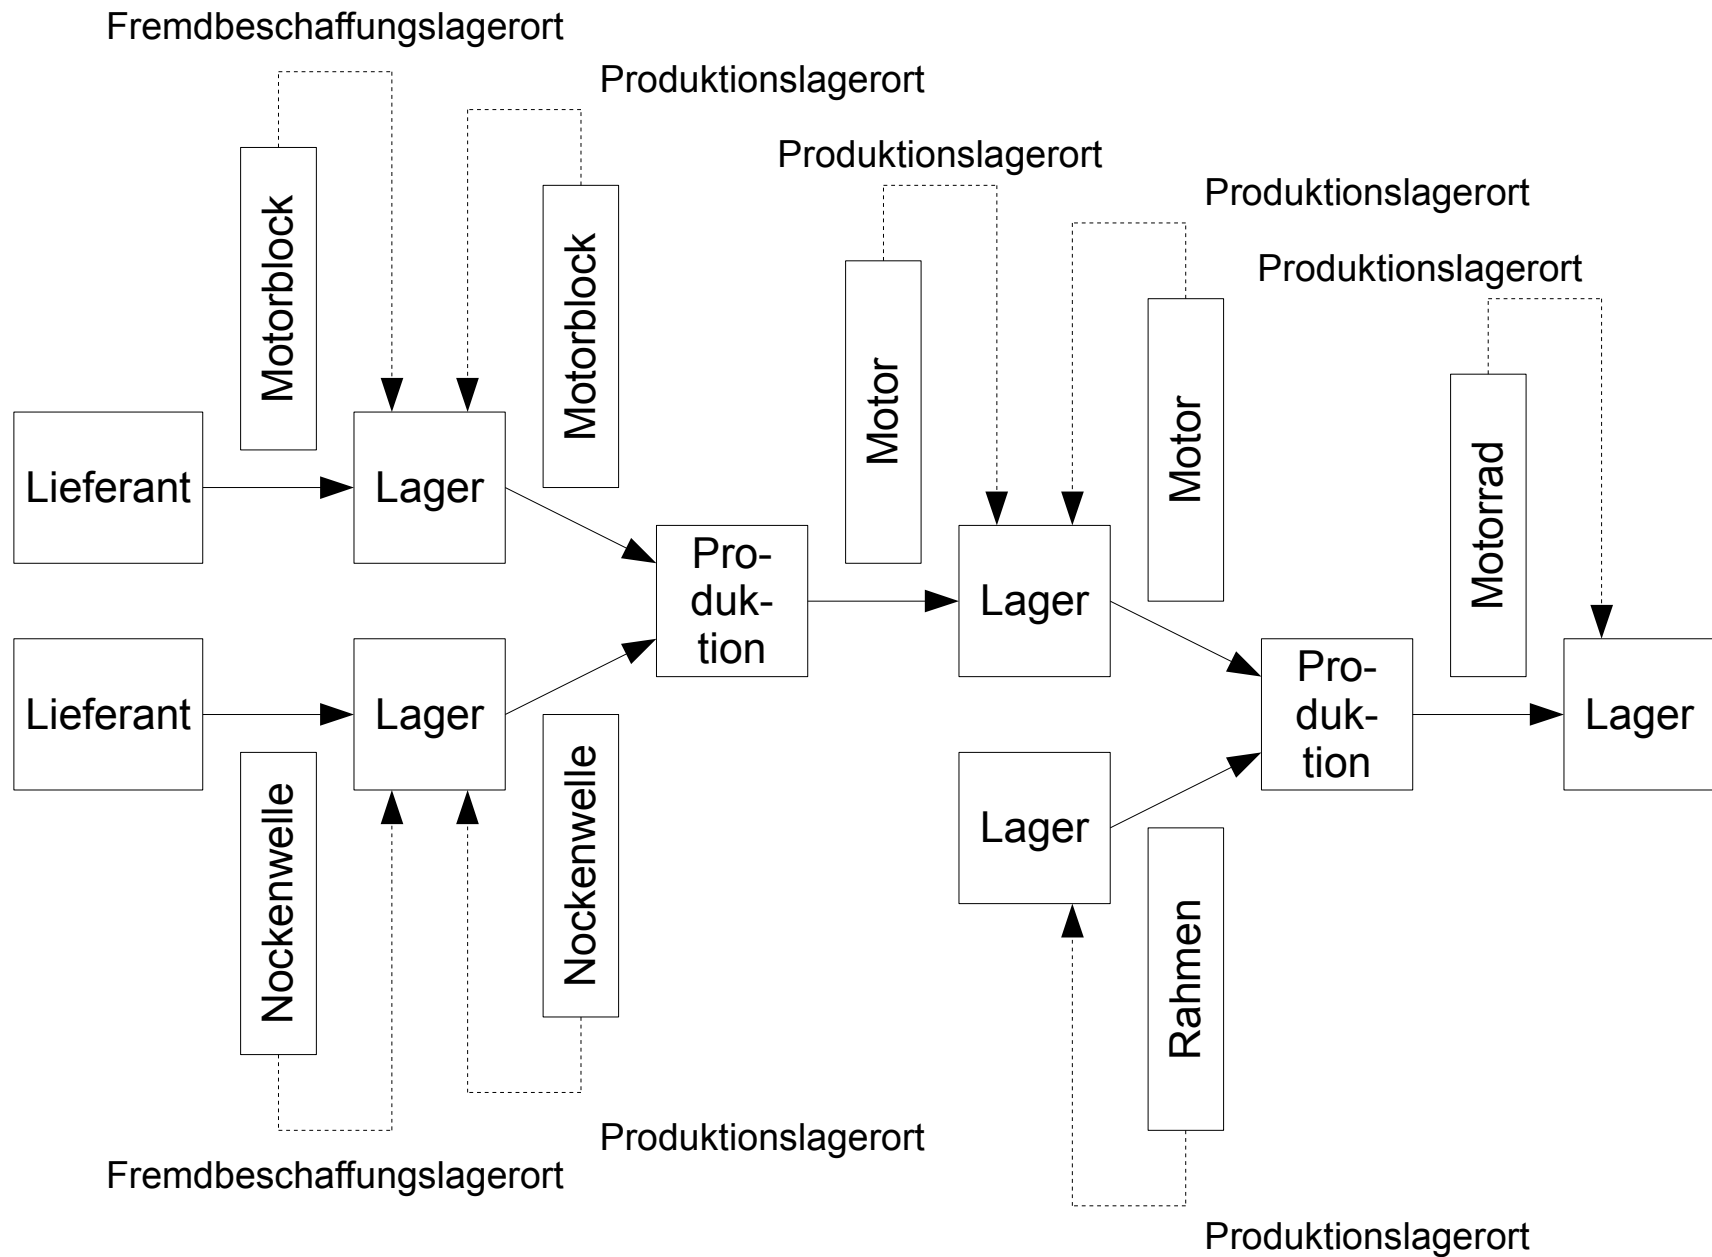 Fremdbeschaffungslagerort
Produktionslagerort
Produktionslagerort
Produktionslagerort
Produktionslagerort
Motorblock
Motorblock
Motor
Motor
Motorrad
Lieferant
Lager
Pro-
duk-
tion
Lager
Lieferant
Lager
Pro-
duk-
tion
Lager
Lager
Nockenwelle
Nockenwelle
Rahmen
Produktionslagerort
Fremdbeschaffungslagerort
Produktionslagerort